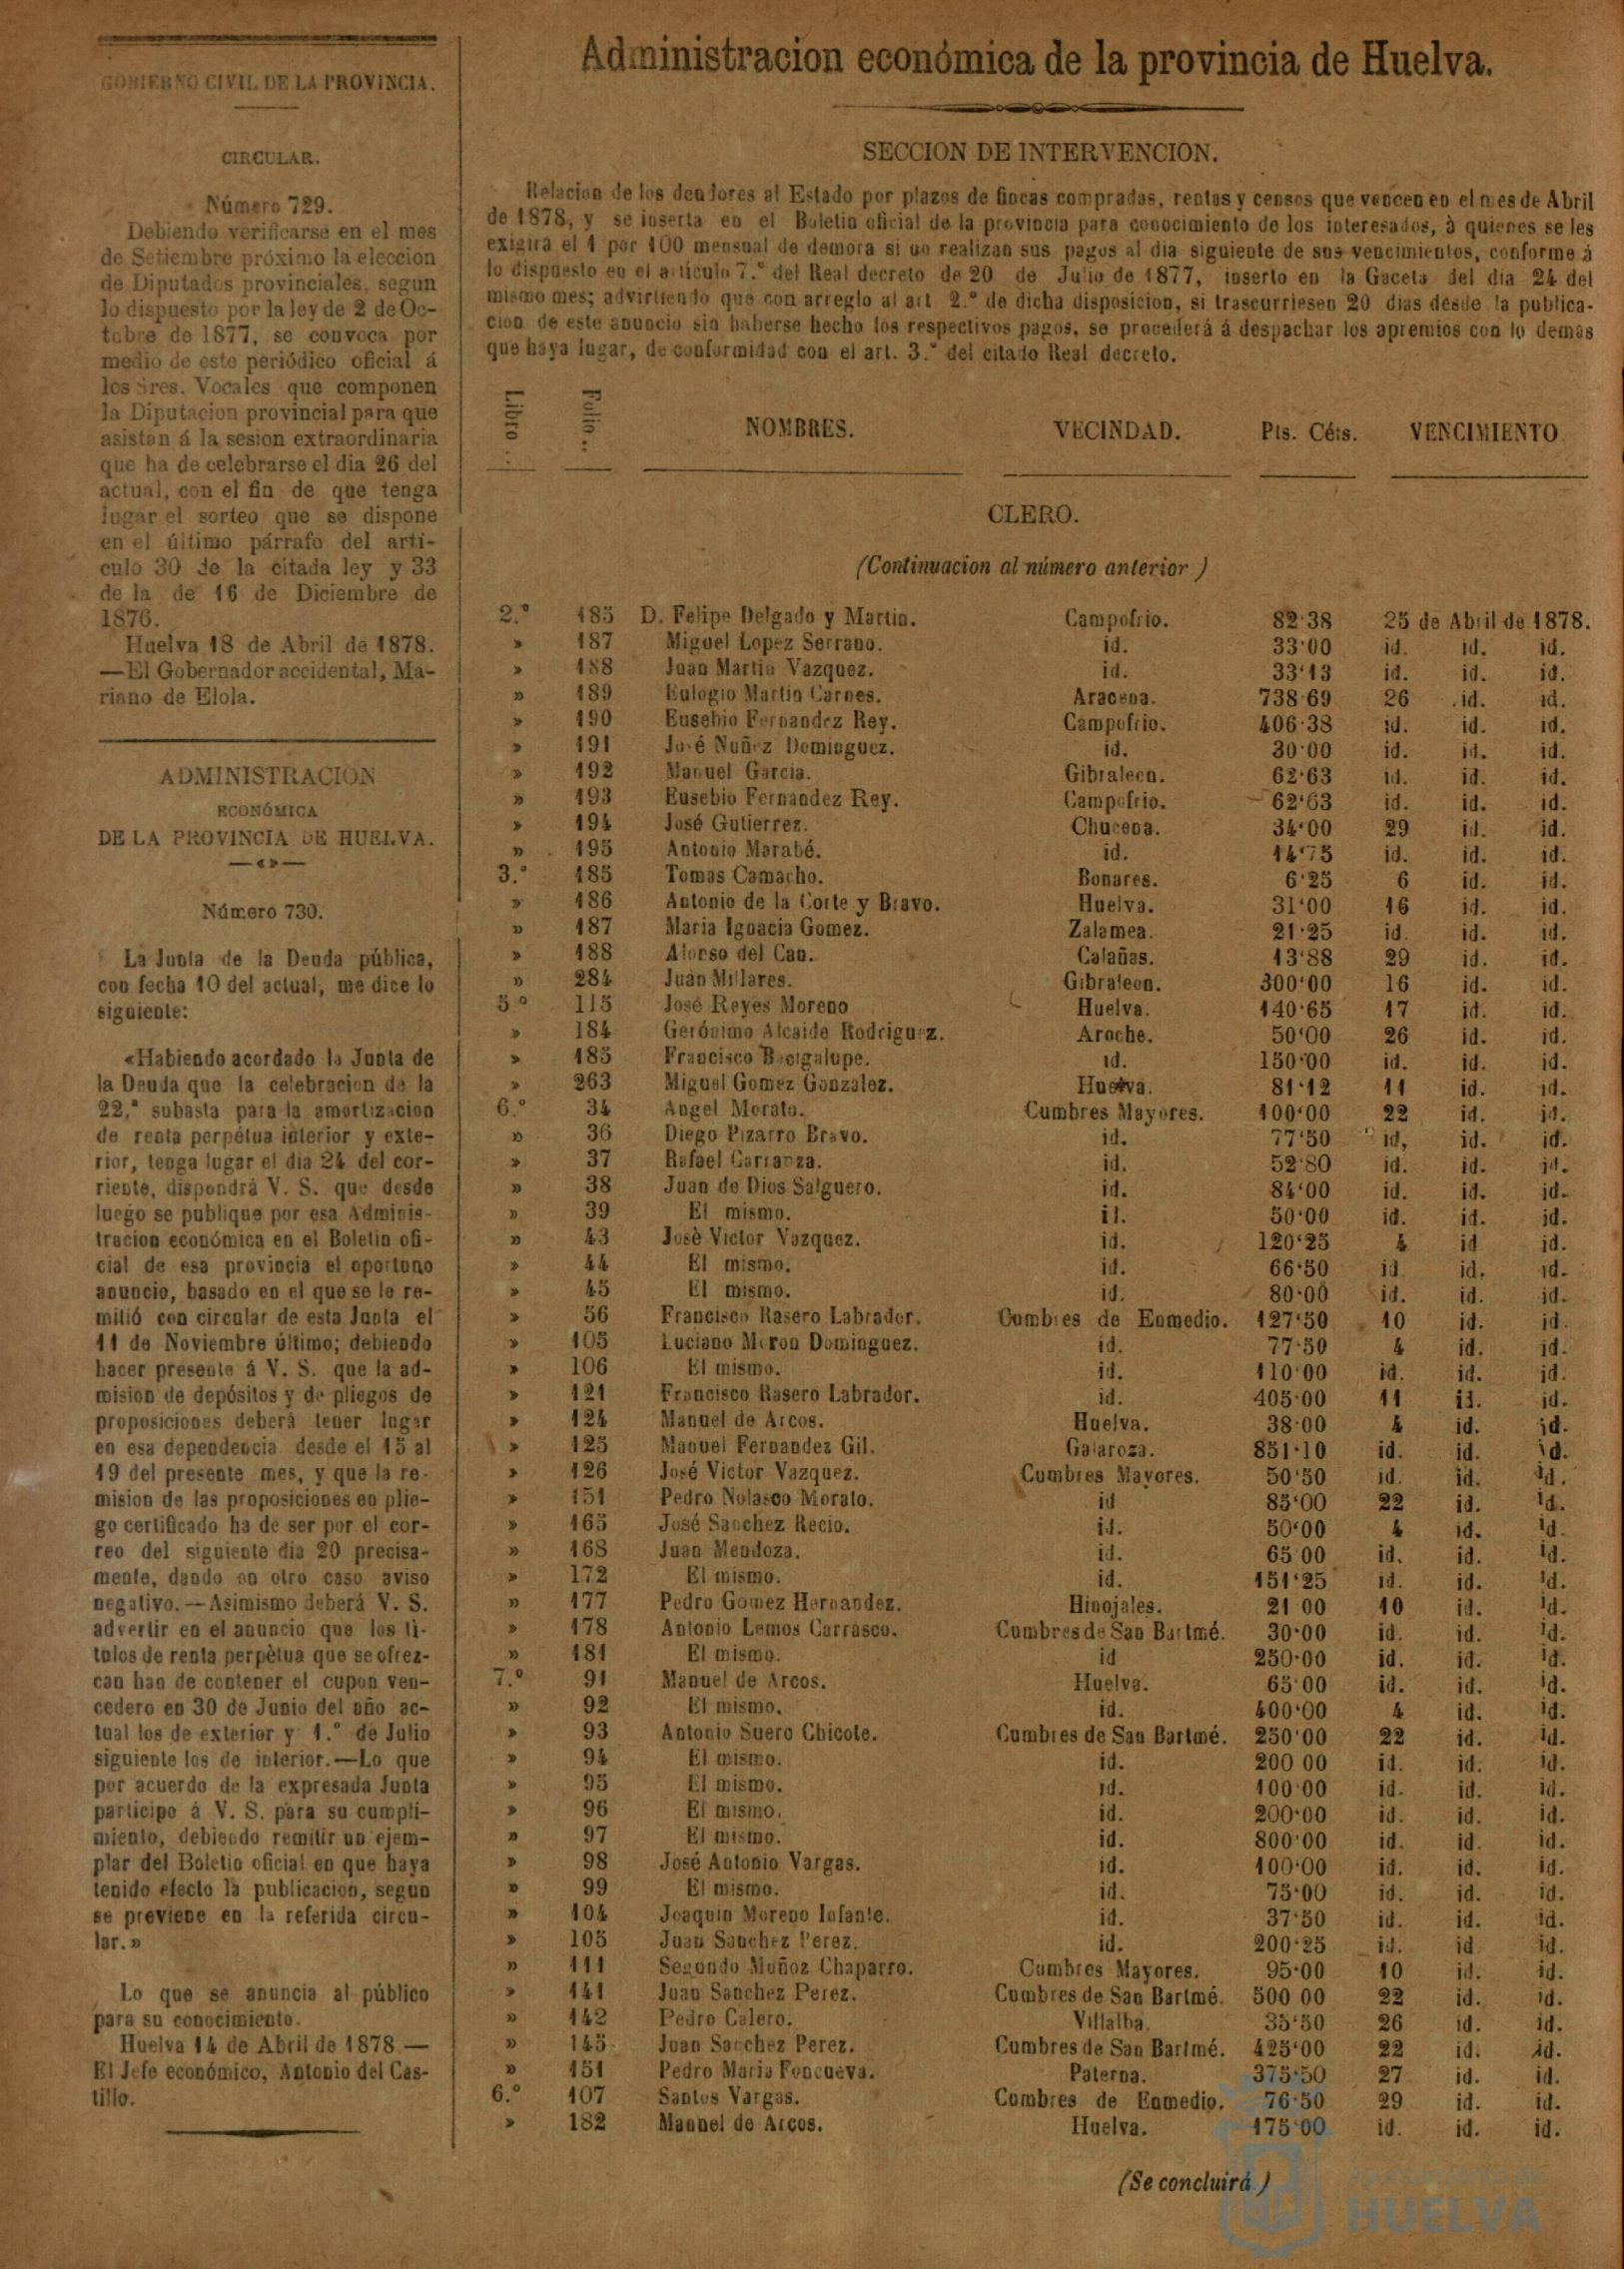 GOBIERNO CIVIL DE LA PROVINCIA.
CIRCULAR.
Número 729.
Debiendo verificarse en el mes
de Setiembre próximo la eleccion
de Diputados provinciales, segun
lo dispuesto por la ley de 2 de Oc-
tubre de 1877, se convoca por
medio de este periódico oficial á
los Sres. Vocales que componen
la Diputacion provincial para que
asistan á la sesion extraordinaria
que ha de celebrarse el dia 26 del
actual, con el fin de que tenga
lugar el sorteo que se dispone
en el último párrafo del arti-
culo 30 de la citada ley y 33
de la de 16 de Diciembre de
1876.
Huelva 18 de Abril de 1878.
—El Gobernador accidental, Ma-
riano de Elola.
ADMINISTRACION
ECONÓMICA
DE LA PROVINCIA DE HUELVA.
Número 730.
La Junta de la Deuda pública,
con fecha 10 del actual, me dice lo
siguiente:
«Habiendo acordado la Junta de
la Deuda que la celebracion de la
22.ª subasta para la amortizacion
de renta perpétua interior y exte-
rior, tenga lugar el dia 24 del cor-
riente, dispondrá V. S. que desde
luego se publique por esa Adminis-
tracion económica en el Boletin ofi-
cial de esa provincia el oportuno
anuncio, basado en el que se le re-
mitió con circular de esta Junta el
11 de Noviembre último; debiendo
hacer presente á V. S. que la ad-
mision de depósitos y de pliegos de
proposiciones deberá tener lugar
en esa dependencia desde el 15 al
19 del presente mes, y que la re-
mision de las proposiciones en plie-
go certificado ha de ser por el cor-
reo del siguiente dia 20 precisa-
mente, dando en otro caso aviso
negativo.—Asimismo deberá V. S.
advertir en el anuncio que los tí-
tulos de renta perpètua que se ofrez-
can han de contener el cupon ven-
cedero en 30 de Junio del año ac-
tual los de exterior y 1.º de Julio
siguiente los de interior.—Lo que
por acuerdo de la expresada Junta
participo á V. S. para su cumpli-
miento, debiendo remitir un ejem-
plar del Boletin oficial en que haya
tenido efecto la publicacion, segun
se previene en la referida circu-
lar.»
Lo que se anuncia al público
para su conocimiento.
Huelva 14 de Abril de 1878—
El Jefe económico, Antonio del Cas-
tillo.
Administracion económica de la provincia de Huelva.
SECCION DE INTERVENCION.
Relacion de los deudores al Estado por plazos de fincas compradas, rentas y censos que vencen en el mes de Abril
de 1878, y se inserta en el Boletin oficial de la provincia para conocimiento de los interesados, à quienes se les
exigirá el 1 por 100 mensual de demora si no realizan sus pagos al dia siguiente de sus vencimientos, conforme á
lo dispuesto en el artículo 7.º del Real decreto de 20 de Julio de 1877, inserto en la Gaceta del dia 24 del
mismo mes; advirtiendo que con arreglo al art. 2.º de dicha disposicion, si trascurriesen 20 dias desde la publica-
cion de este anuncio sin haberse hecho los respectivos pagos, se procederá á despachar los apremios con lo demás
que haya lugar, de conformidad con el art. 3.º del citado Real decreto.
Libro.. Folio.. NOMBRES. VECINDAD. Pts. Céts. VENCIMIENTO.
CLERO.
(Continuacion al número anterior)
2.º 185 D. Felipe Delgado y Martin. Campofrio. 82·38 25 de Abril de 1878.
» 187 Miguel Lopez Serrano. id. 33·00 id. id. id.
» 188 Juan Martin Vazquez. id. 33·13 id. id. id.
» 189 Eulogio Martin Carnes. Aracena. 738·69 26 id. id.
» 190 Eusebio Fernandez Rey. Campofrio. 406·38 id. id. id.
» 191 José Nuñez Dominguez. id. 30·00 id. id. id.
» 192 Manuel Garcia. Gibraleon. 62·63 id. id. id.
» 193 Eusebio Fernandez Rey. Campofrio. 62·63 id. id. id.
» 194 José Gutierrez. Chucena. 34·00 29 id. id.
» 195 Antonio Marabé. id. 14·75 id. id. id.
3.º 185 Tomas Camacho. Bonares. 6·25 6 id. id.
» 186 Antonio de la Corte y Bravo. Huelva. 31·00 16 id. id.
» 187 Maria Ignacia Gomez. Zalamea. 21·25 id. id. id.
» 188 Alonso del Can. Calañas. 13·88 29 id. id.
» 284 Juan Millares. Gibraleon. 300·00 16 id. id.
5.º 115 José Reyes Moreno Huelva. 140·65 17 id. id.
» 184 Gerónimo Alcaide Rodriguez. Aroche. 50·00 26 id. id.
» 185 Francisco Bacigalupe. id. 150·00 id. id. id.
» 263 Miguel Gomez Gonzalez. Huelva. 81·12 11 id. id.
6.º 34 Angel Morato. Cumbres Mayores. 100·00 22 id. id.
» 36 Diego Pizarro Bravo. id. 77·50 id, id. id.
» 37 Rafael Carranza. id. 52·80 id. id. id.
» 38 Juan de Dios Salguero. id. 84·00 id. id. id.
» 39 El mismo. id. 50·00 id. id. id.
» 43 Josè Victor Vazquez. id. 120·25 4 id id.
» 44 El mismo. id. 66·50 id id. id.
» 45 El mismo. id. 80·00 id. id. id.
» 56 Francisco Rasero Labrador. Cumbres de Enmedio. 127·50 10 id. id.
» 105 Luciano Moron Dominguez. id. 77·50 4 id. id.
» 106 El mismo. id. 110·00 id. id. id.
» 121 Francisco Rasero Labrador. id. 405·00 11 id. id.
» 124 Manuel de Arcos. Huelva. 38·00 4 id. id.
» 125 Manuel Fernandez Gil. Galaroza. 851·10 id. id. id.
» 126 José Victor Vazquez. Cumbres Mayores. 50·50 id. id. id.
» 151 Pedro Nolasco Morato. id 85·00 22 id. id.
» 165 José Sanchez Recio. id. 50·00 4 id. id.
» 168 Juan Mendoza. id. 65 00 id. id. id.
» 172 El mismo. id. 151·25 id. id. id.
» 177 Pedro Gomez Hernandez. Hinojales. 21 00 10 id. id.
» 178 Antonio Lemos Carrasco. Cumbres de San Bartmé. 30·00 id. id. id.
» 181 El mismo. id 250·00 id. id. id.
7.º 91 Manuel de Arcos. Huelva. 65·00 id. id. id.
» 92 El mismo. id. 400·00 4 id. id.
» 93 Antonio Suero Chicote. Cumbres de San Bartmé. 250·00 22 id. id.
» 94 El mismo. id. 200 00 id. id. id.
» 95 El mismo. id. 100·00 id. id. id.
» 96 El mismo. id. 200·00 id. id. id.
» 97 El mismo. id. 800·00 id. id. id.
» 98 José Antonio Vargas. id. 100·00 id. id. id.
» 99 El mismo. id. 75·00 id. id. id.
» 104 Joaquin Moreno Infante. id. 37·50 id. id. id.
» 105 Juan Sanchez Perez. id. 200·25 id. id id.
» 111 Segundo Muñoz Chaparro. Cumbres Mayores. 95·00 10 id. id.
» 141 Juan Sanchez Perez. Cumbres de San Bartmé. 500 00 22 id. id.
» 142 Pedro Calero. Villalba. 35·50 26 id. id.
» 145 Juan Sanchez Perez. Cumbres de San Bartmé. 425·00 22 id. id.
» 151 Pedro Maria Foncueva. Paterna. 375·50 27 id. id.
6.º 107 Santos Vargas. Cumbres de Enmedio. 76·50 29 id. id.
» 182 Manuel de Arcos. Huelva. 175·00 id. id. id.
(Se concluirá)
HUELVA